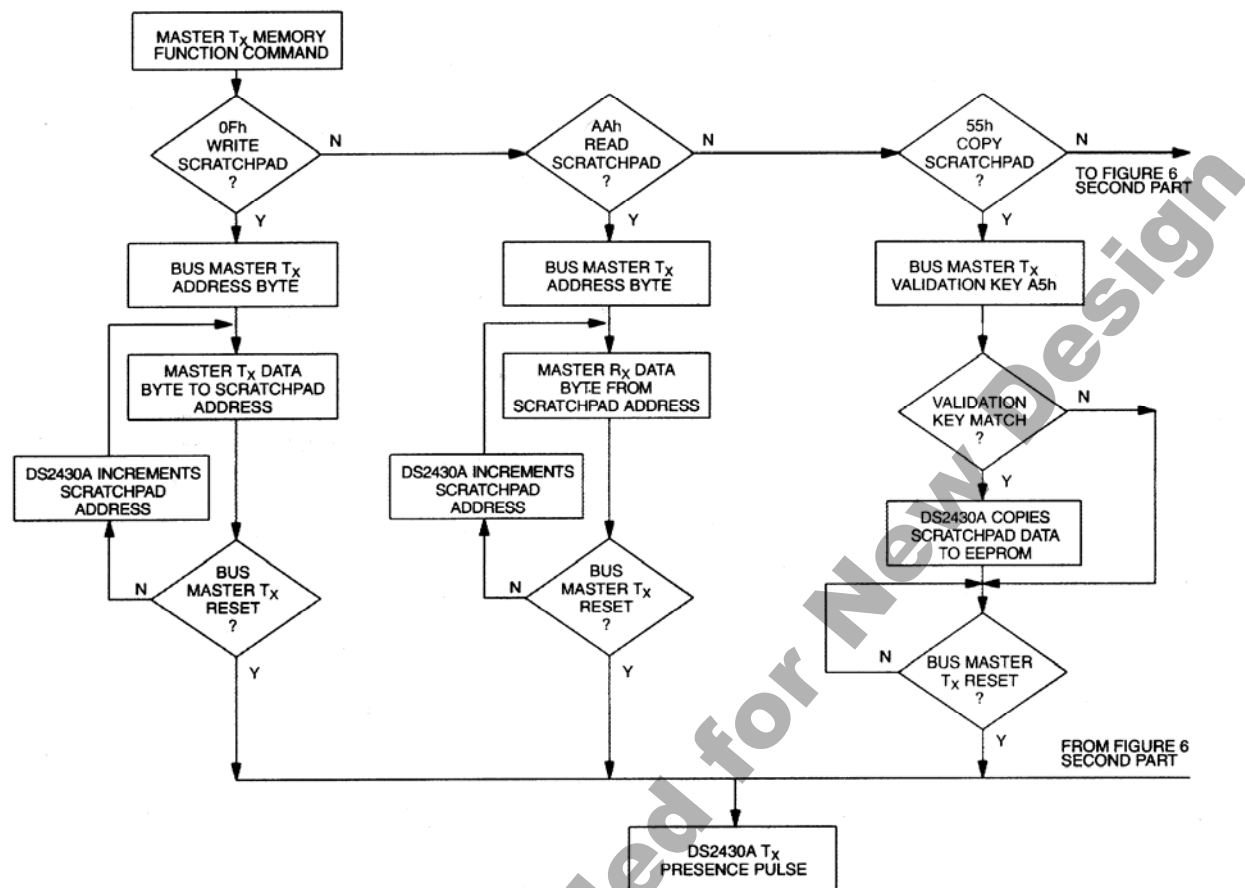 MASTER TX MEMORY
FUNCTION COMMAND
0Fh
WRITE
SCRATCHPAD
?
N
Y
AAh
READ
SCRATCHPAD
?
N
Y
55h
COPY
SCRATCHPAD
?
N
Y
TO FIGURE 6
SECOND PART
BUS MASTER TX
ADDRESS BYTE
BUS MASTER TX
ADDRESS BYTE
BUS MASTER TX
VALIDATION KEY A5h
MASTER TX DATA
BYTE TO SCRATCHPAD
ADDRESS
MASTER RX DATA
BYTE FROM
SCRATCHPAD ADDRESS
VALIDATION
KEY MATCH
?
N
Y
DS2430A INCREMENTS
SCRATCHPAD
ADDRESS
DS2430A INCREMENTS
SCRATCHPAD
ADDRESS
DS2430A COPIES
SCRATCHPAD DATA
TO EEPROM
BUS
MASTER TX
RESET
?
N
Y
BUS
MASTER TX
RESET
?
N
Y
BUS MASTER
TX RESET
?
N
Y
FROM FIGURE 6
SECOND PART
DS2430A TX
PRESENCE PULSE
for New Design